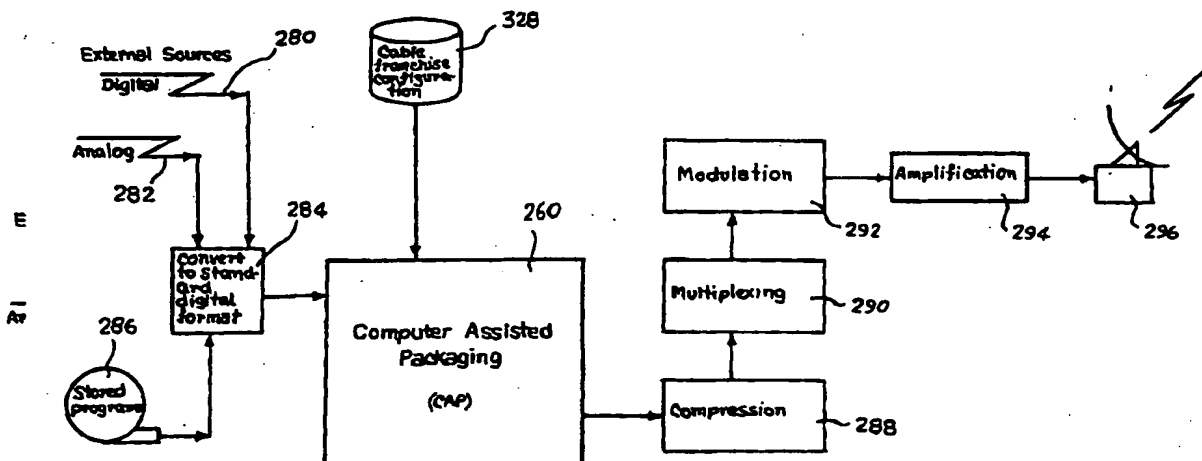 External Sources
280
Digital
Analog
282
328
Cable
franchise
configura-
tion
284
convert
to stand-
ard
digital
format
286
Stored
programs
260
Computer Assisted
Packaging
(CAP)
Modulation
292
Amplification
294
296
Multiplexing
290
Compression
288
E